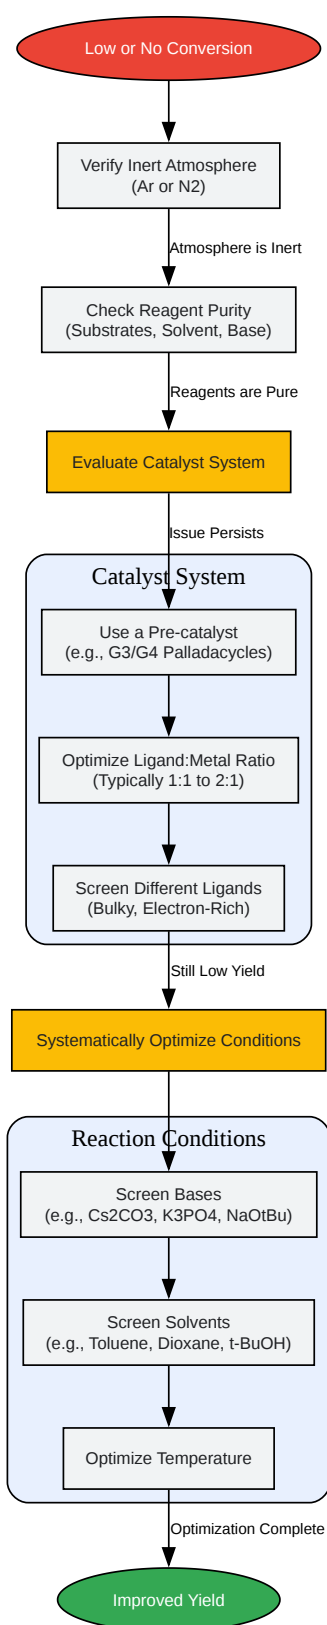 Low or No Conversion
Verify Inert Atmosphere
(Ar or N2)
Atmosphere is Inert
Check Reagent Purity
(Substrates, Solvent, Base)
Reagents are Pure
Evaluate Catalyst System
Issue Persists
Catalyst System
Use a Pre-catalyst
(e.g., G3/G4 Palladacycles)
Optimize Ligand:Metal Ratio
(Typically 1:1 to 2:1)
Screen Different Ligands
(Bulky, Electron-Rich)
Still Low Yield
Systematically Optimize Conditions
Reaction Conditions
Screen Bases
(e.g., Cs2CO3, K3PO4, NaOtBu)
Screen Solvents
(e.g., Toluene, Dioxane, t-BuOH)
Optimize Temperature
Optimization Complete
Improved Yield